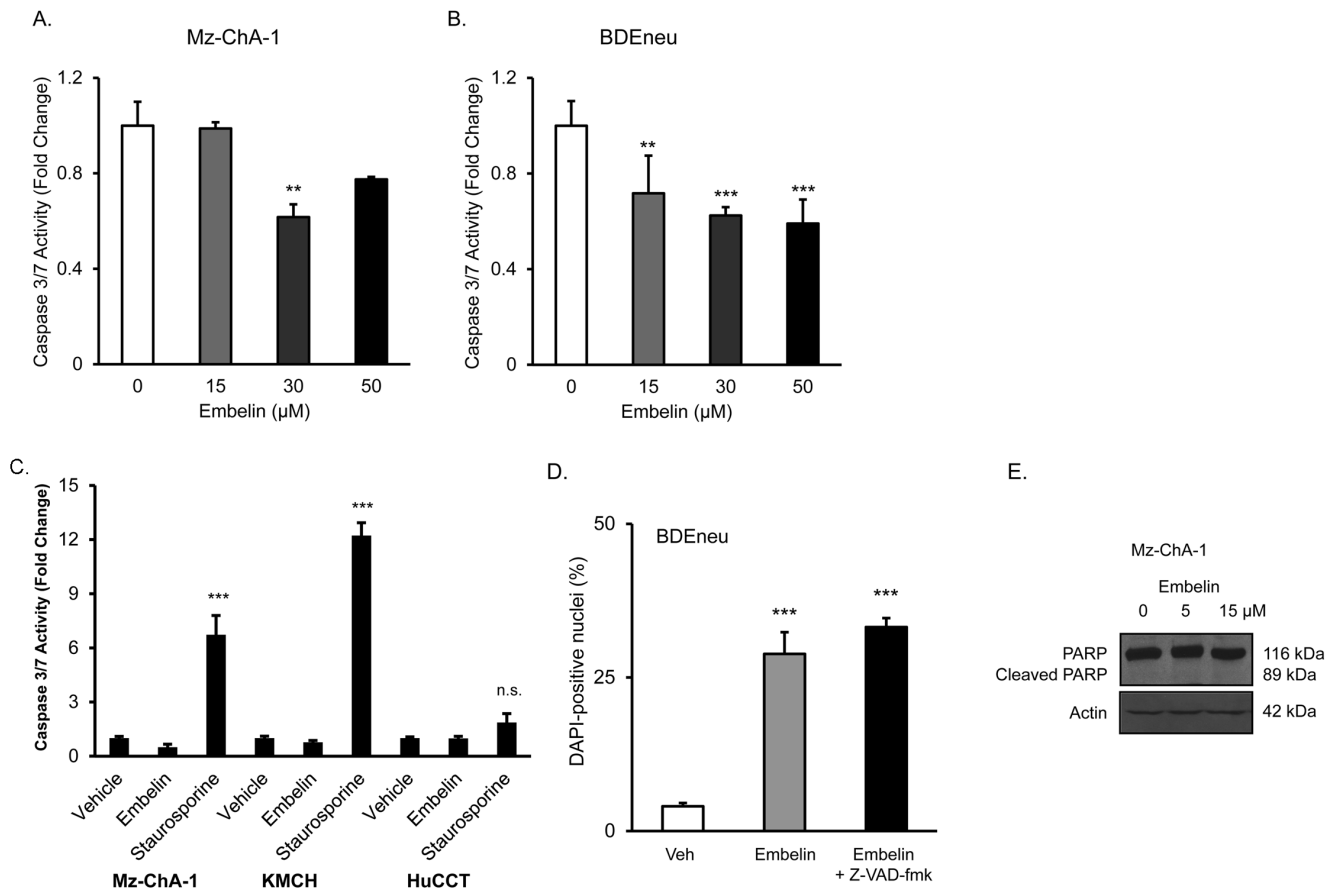 A.
Mz-ChA-1
Caspase 3/7 Activity (Fold Change)
1.2
0.8
0.4
0
**
0 15 30 50
Embelin (µM)
B.
BDEneu
Caspase 3/7 Activity (Fold Change)
1.2
0.8
0.4
0
**
***
***
0 15 30 50
Embelin (µM)
C.
Caspase 3/7 Activity (Fold Change)
15
12
9
6
3
0
***
***
n.s.
Vehicle
Embelin
Staurosporine
Vehicle
Embelin
Staurosporine
Vehicle
Embelin
Staurosporine
Mz-ChA-1 KMCH HuCCT
D.
BDEneu
DAPI-positive nuclei (%)
50
25
0
***
***
Veh Embelin Embelin
+ Z-VAD-fmk
E.
Mz-ChA-1
Embelin
0 5 15 µM
PARP 116 kDa
Cleaved PARP 89 kDa
Actin 42 kDa